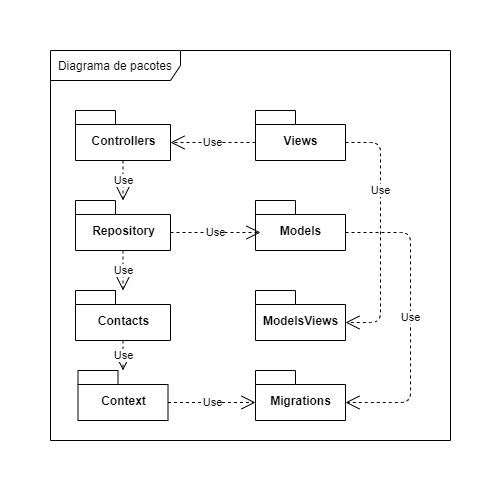 Diagrama de pacotes
Controllers
Use
Views
Use
Use
Repository
Use
Models
Use
Contacts
ModelsViews
Use
Use
Context
Use
Migrations